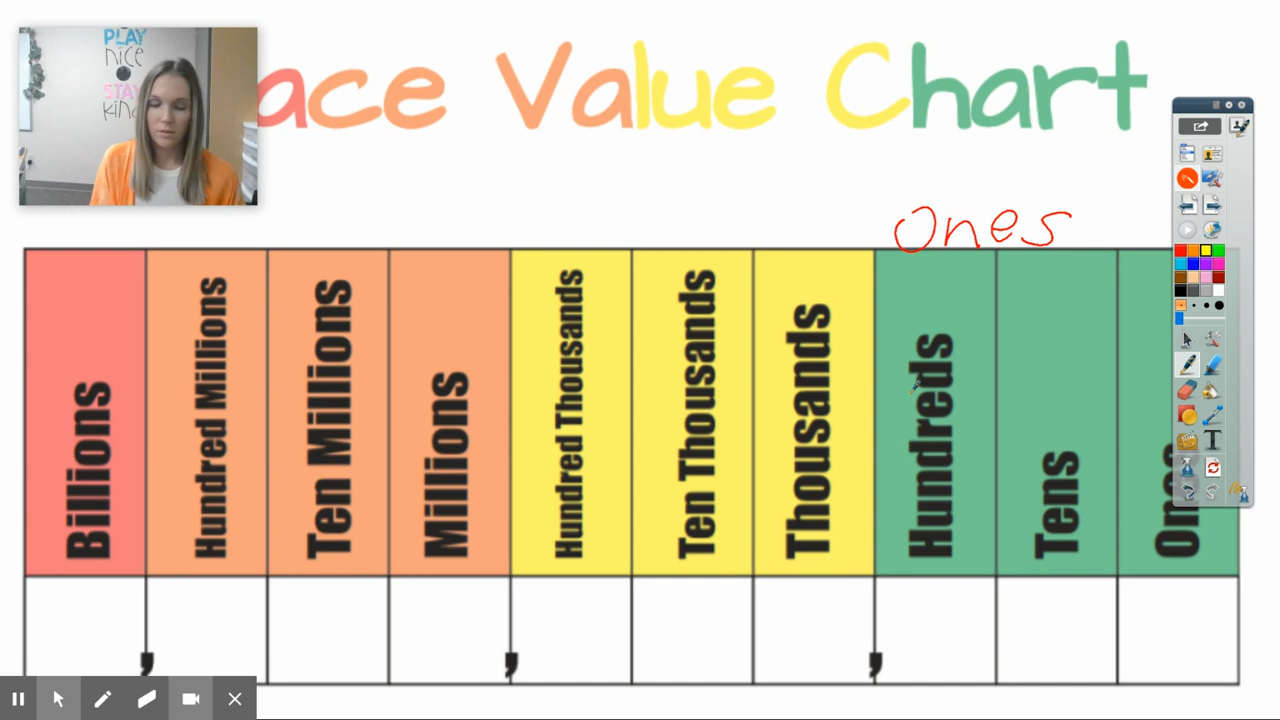 PLAY
nice
STAY
kind
ace Value Chart
Ones
Billions
Hundred Millions
Ten Millions
Millions
Hundred Thousands
Ten Thousands
Thousands
Hundreds
Tens
Ones
, , ,